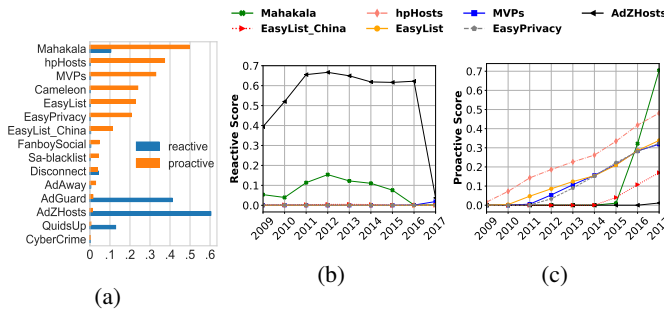 Mahakala hpHosts MVPs AdZHosts
EasyList_China EasyList EasyPrivacy
Mahakala
hpHosts
MVPs
Cameleon
EasyList
EasyPrivacy
EasyList_China
FanboySocial
Sa-blacklist
Disconnect
AdAway
AdGuard
AdZHosts
QuidsUp
CyberCrime
reactive
proactive
0 .1 .2 .3 .4 .5 .6
(a)
Reactive Score
0.7
0.6
0.5
0.4
0.3
0.2
0.1
0.0
2009 2010 2011 2012 2013 2014 2015 2016 2017
(b)
Proactive Score
0.7
0.6
0.5
0.4
0.3
0.2
0.1
0.0
2009 2010 2011 2012 2013 2014 2015 2016 2017
(c)